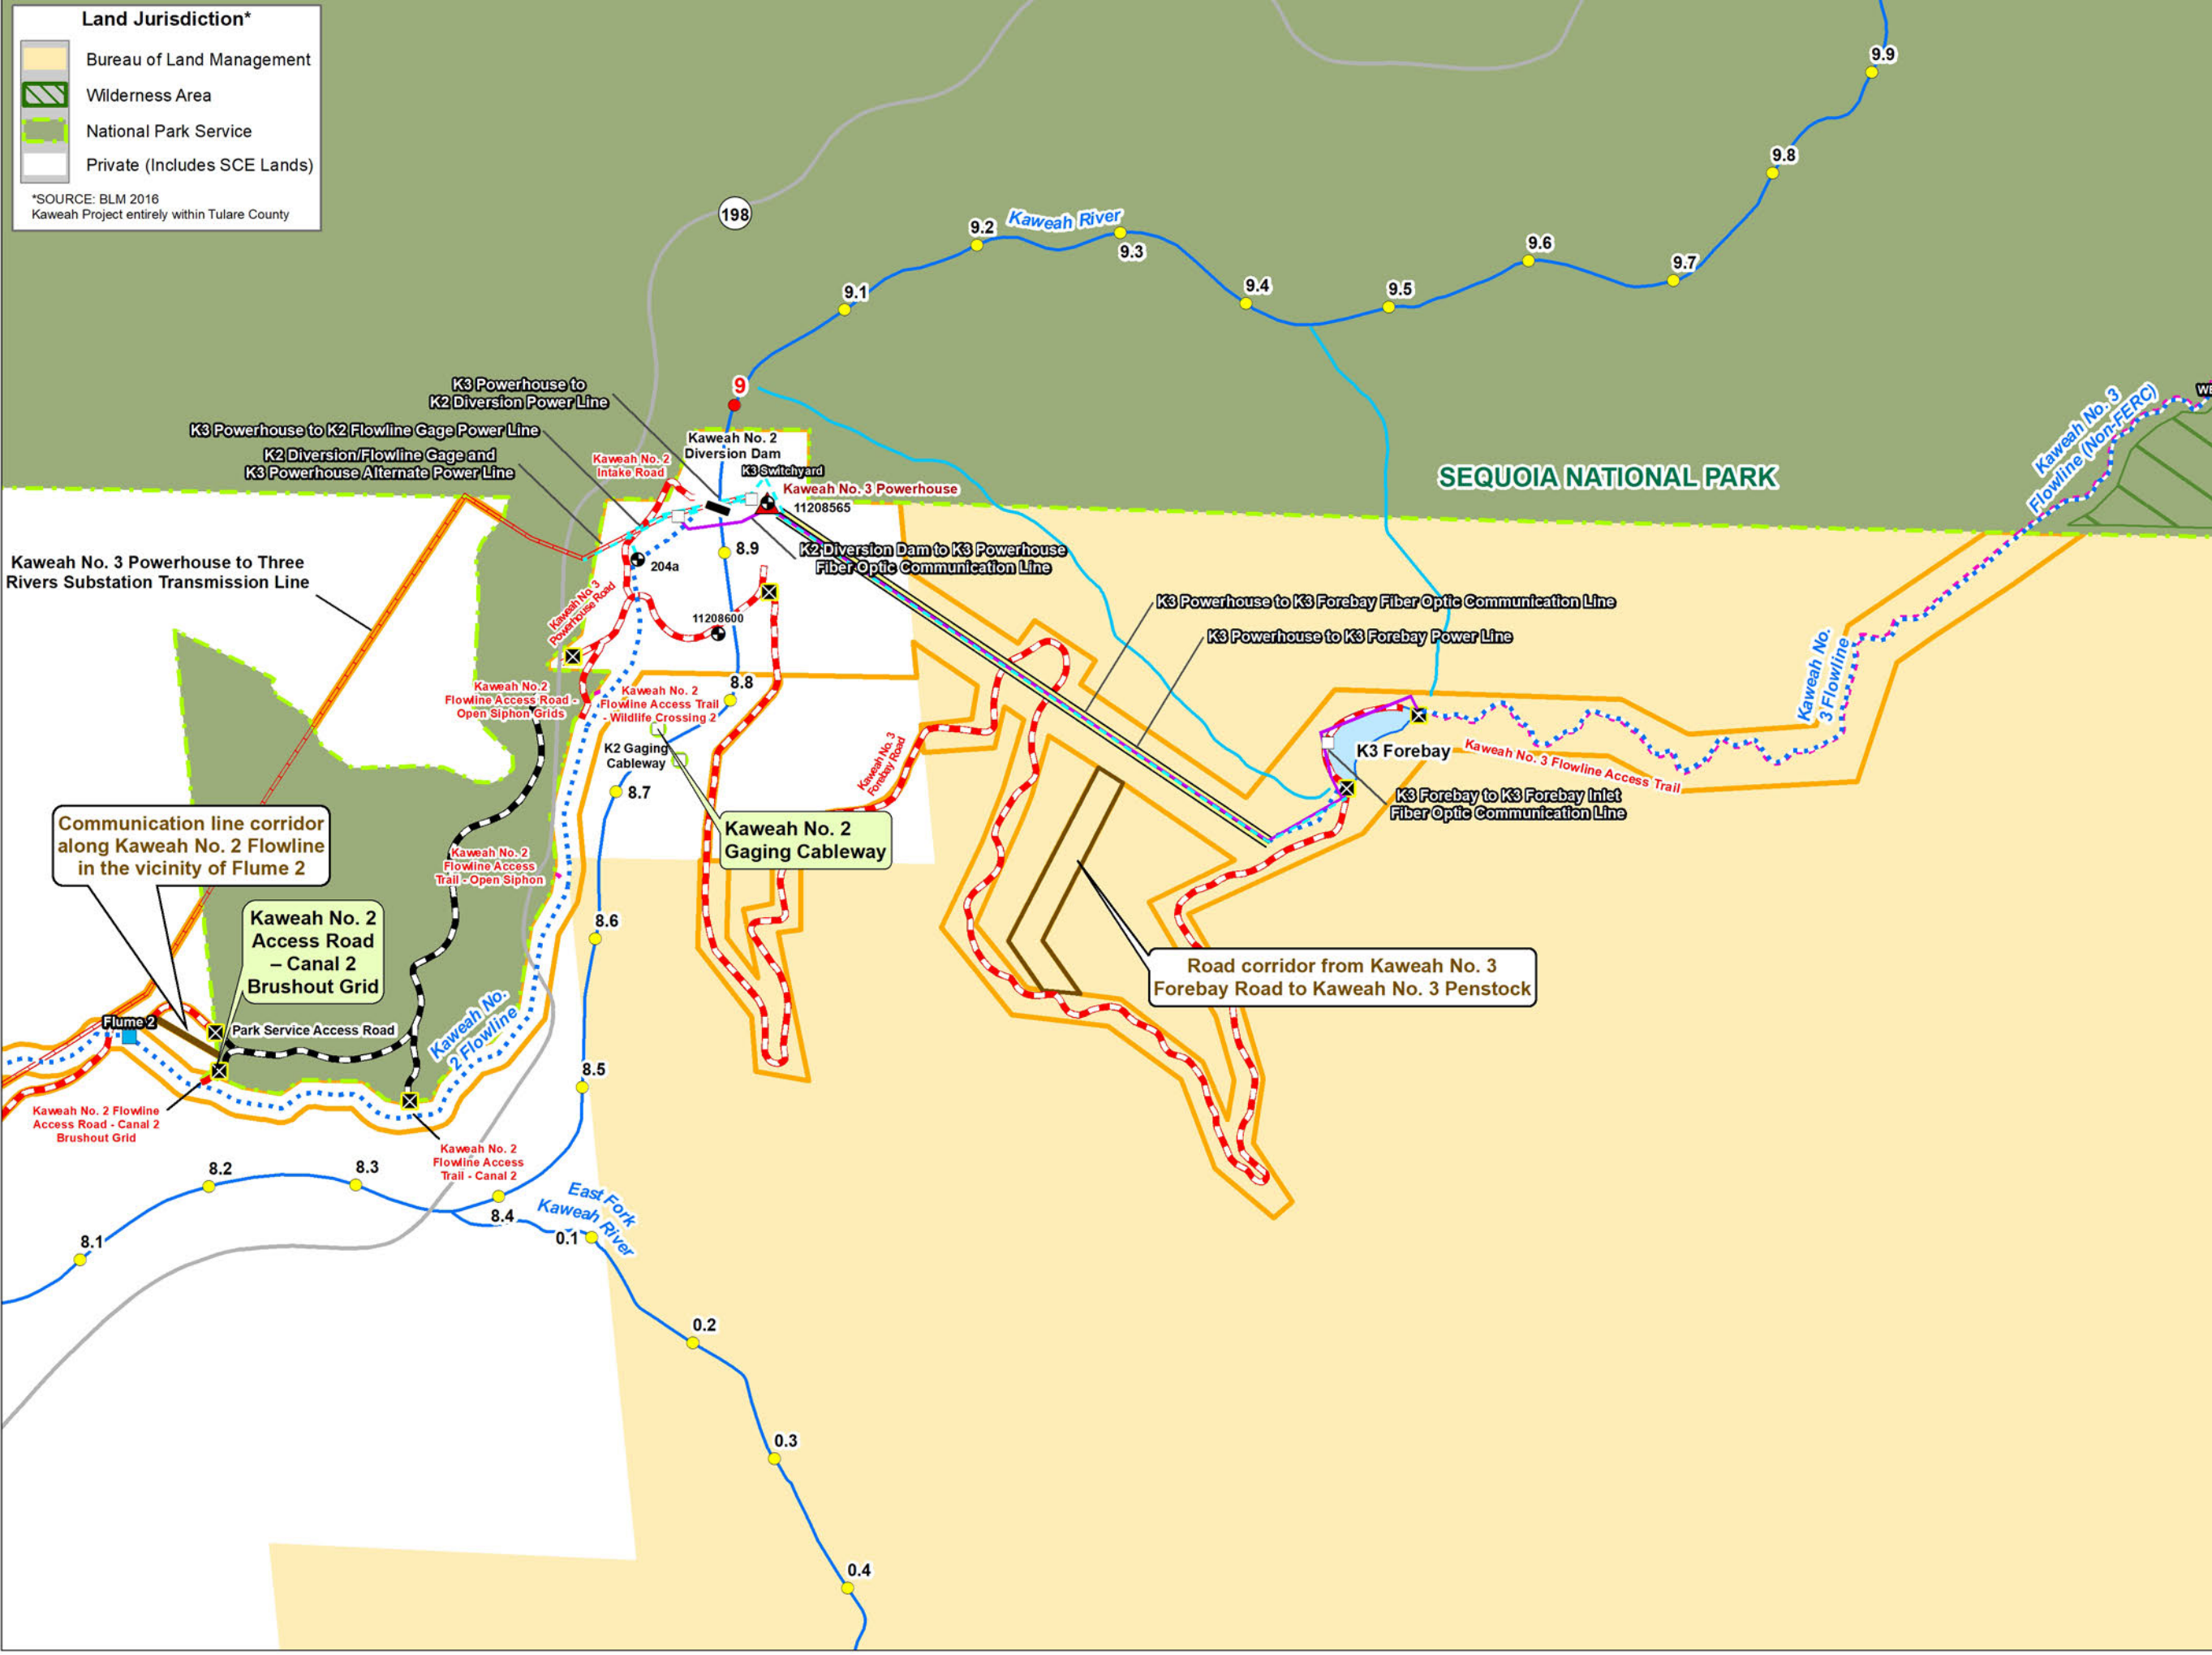 Land Jurisdiction*
Bureau of Land Management
Wilderness Area
National Park Service
Private (Includes SCE Lands)
*SOURCE: BLM 2016
Kaweah Project entirely within Tulare County
9.9
9.8
198
Kaweah River
9.2
9.3
9.6
9.7
9.4
9.5
9.1
9
K3 Powerhouse to
K2 Diversion Power Line
K3 Powerhouse to K2 Flowline Gage Power Line
K2 Diversion/Flowline Gage and
K3 Powerhouse Alternate Power Line
Kaweah No. 2
Diversion Dam
Kaweah No. 2
Intake Road
K3 Switchyard
Kaweah No. 3 Powerhouse
11208565
SEQUOIA NATIONAL PARK
Kaweah No. 3
Flowline (Non-FERC)
8.9
K2 Diversion Dam to K3 Powerhouse
Fiber Optic Communication Line
204a
Kaweah No. 3 Powerhouse to Three
Rivers Substation Transmission Line
Kaweah No. 3
Powerhouse Road
11208600
K3 Powerhouse to K3 Forebay Fiber Optic Communication Line
K3 Powerhouse to K3 Forebay Power Line
Kaweah No.
3 Flowline
8.8
Kaweah No.2
Flowline Access Road -
Open Siphon Grids
Kaweah No. 2
Flowline Access Trail
- Wildlife Crossing 2
K2 Gaging
Cableway
8.7
Kaweah No. 3
Forebay Road
K3 Forebay
Kaweah No. 3 Flowline Access Trail
K3 Forebay to K3 Forebay Inlet
Fiber Optic Communication Line
Communication line corridor
along Kaweah No. 2 Flowline
in the vicinity of Flume 2
Kaweah No. 2
Gaging Cableway
Kaweah No. 2
Flowline Access
Trail - Open Siphon
Kaweah No. 2
Access Road
– Canal 2
Brushout Grid
8.6
Road corridor from Kaweah No. 3
Forebay Road to Kaweah No. 3 Penstock
Flume 2
Park Service Access Road
Kaweah No.
2 Flowline
8.5
Kaweah No. 2 Flowline
Access Road - Canal 2
Brushout Grid
Kaweah No. 2
Flowline Access
Trail - Canal 2
8.2
8.3
8.4
East Fork
Kaweah River
0.1
8.1
0.2
0.3
0.4